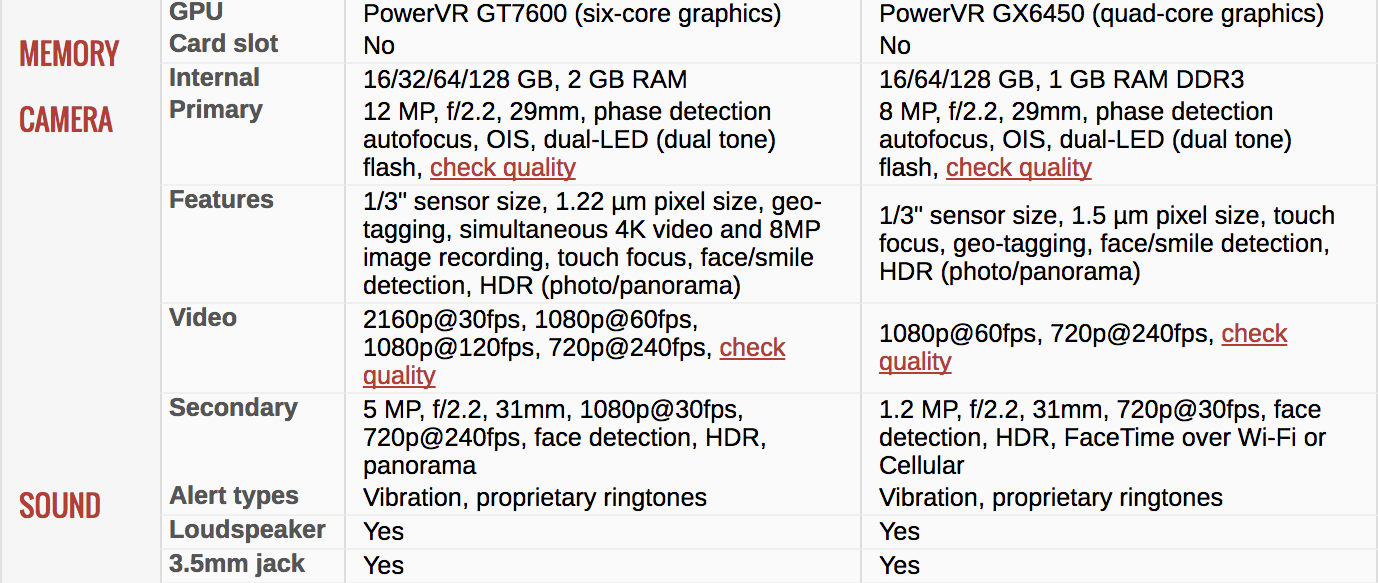 GPU
PowerVR GT7600 (six-core graphics)
PowerVR GX6450 (quad-core graphics)
MEMORY
Card slot
No
No
Internal
16/32/64/128 GB, 2 GB RAM
16/64/128 GB, 1 GB RAM DDR3
CAMERA
Primary
12 MP, f/2.2, 29mm, phase detection
autofocus, OIS, dual-LED (dual tone)
flash, check quality
8 MP, f/2.2, 29mm, phase detection
autofocus, OIS, dual-LED (dual tone)
flash, check quality
Features
1/3" sensor size, 1.22 µm pixel size, geo-
tagging, simultaneous 4K video and 8MP
image recording, touch focus, face/smile
detection, HDR (photo/panorama)
1/3" sensor size, 1.5 µm pixel size, touch
focus, geo-tagging, face/smile detection,
HDR (photo/panorama)
Video
2160p@30fps, 1080p@60fps,
1080p@120fps, 720p@240fps, check
quality
1080p@60fps, 720p@240fps, check
quality
Secondary
5 MP, f/2.2, 31mm, 1080p@30fps,
720p@240fps, face detection, HDR,
panorama
1.2 MP, f/2.2, 31mm, 720p@30fps, face
detection, HDR, FaceTime over Wi-Fi or
Cellular
SOUND
Alert types
Vibration, proprietary ringtones
Vibration, proprietary ringtones
Loudspeaker
Yes
Yes
3.5mm jack
Yes
Yes